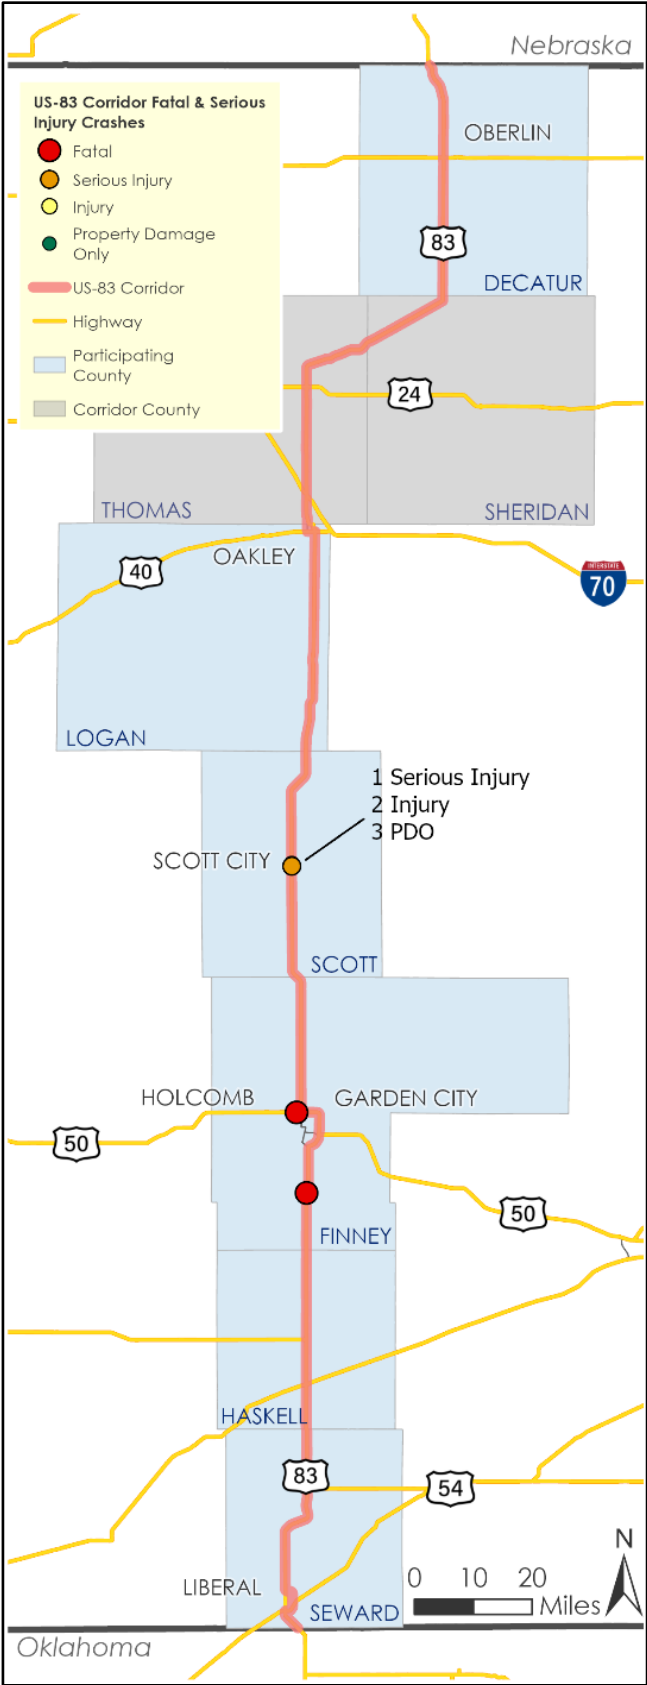 Nebraska
US-83 Corridor Fatal & Serious
Injury Crashes
Fatal
Serious Injury
Injury
Property Damage
Only
US-83 Corridor
Highway
Participating
County
Corridor County
OBERLIN
83
DECATUR
24
THOMAS
SHERIDAN
OAKLEY
40
INTERSTATE
70
LOGAN
1 Serious Injury
2 Injury
3 PDO
SCOTT CITY
SCOTT
HOLCOMB
GARDEN CITY
50
50
FINNEY
HASKELL
83
54
N
0 10 20
Miles
LIBERAL
SEWARD
Oklahoma